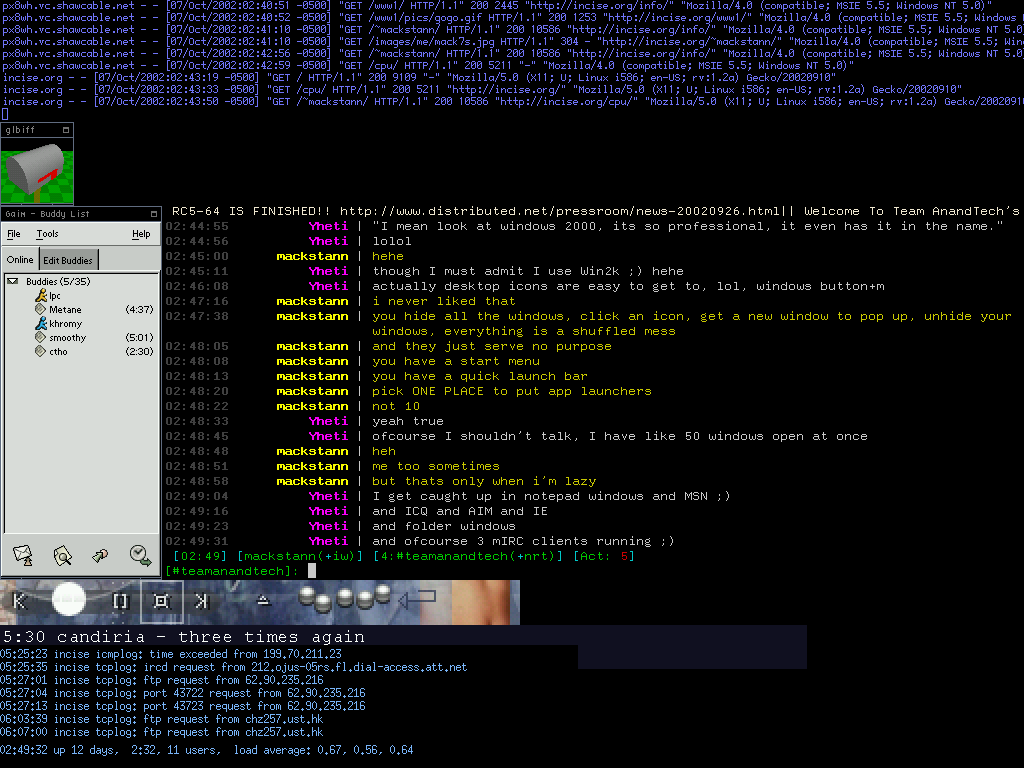 px8wh.vc.shawcable.net - - [07/Oct/2002:02:40:51 -0500] "GET /www1/ HTTP/1.1" 200 2445 "http://incise.org/info/" "Mozilla/4.0 (compatible; MSIE 5.5; Windows NT 5.0)"
px8wh.vc.shawcable.net - - [07/Oct/2002:02:40:52 -0500] "GET /www1/pics/gogo.gif HTTP/1.1" 200 1253 "http://incise.org/www1/" "Mozilla/4.0 (compatible; MSIE 5.5; Windows
px8wh.vc.shawcable.net - - [07/Oct/2002:02:41:10 -0500] "GET /~mackstann/ HTTP/1.1" 200 10586 "http://incise.org/info/" "Mozilla/4.0 (compatible; MSIE 5.5; Windows NT 5.0
px8wh.vc.shawcable.net - - [07/Oct/2002:02:41:10 -0500] "GET /images/me/mack7s.jpg HTTP/1.1" 304 - "http://incise.org/~mackstann/" "Mozilla/4.0 (compatible; MSIE 5.5; Win
px8wh.vc.shawcable.net - - [07/Oct/2002:02:42:56 -0500] "GET /~mackstann/ HTTP/1.1" 200 10586 "http://incise.org/info/" "Mozilla/4.0 (compatible; MSIE 5.5; Windows NT 5.0
px8wh.vc.shawcable.net - - [07/Oct/2002:02:42:59 -0500] "GET /cpu/ HTTP/1.1" 200 5211 "-" "Mozilla/4.0 (compatible; MSIE 5.5; Windows NT 5.0)"
incise.org - - [07/Oct/2002:02:43:19 -0500] "GET / HTTP/1.1" 200 9109 "-" "Mozilla/5.0 (X11; U; Linux i586; en-US; rv:1.2a) Gecko/20020910"
incise.org - - [07/Oct/2002:02:43:33 -0500] "GET /cpu/ HTTP/1.1" 200 5211 "http://incise.org/" "Mozilla/5.0 (X11; U; Linux i586; en-US; rv:1.2a) Gecko/20020910"
incise.org - - [07/Oct/2002:02:43:50 -0500] "GET /~mackstann/ HTTP/1.1" 200 10586 "http://incise.org/cpu/" "Mozilla/5.0 (X11; U; Linux i586; en-US; rv:1.2a) Gecko/20020910
glbiff
Gaim - Buddy List
File Tools Help
Online Edit Buddies
Buddies (5/35)
lpc
Metane (4:37)
khromy
smoothy (5:01)
ctho (2:30)
RC5-64 IS FINISHED!! http://www.distributed.net/pressroom/news-20020926.html|| Welcome To Team AnandTech's
02:44:55 Yheti | "I mean look at windows 2000, its so professional, it even has it in the name."
02:44:56 Yheti | lolol
02:45:00 mackstann | hehe
02:45:11 Yheti | though I must admit I use Win2k ;) hehe
02:46:08 Yheti | actually desktop icons are easy to get to, lol, windows button+m
02:47:16 mackstann | i never liked that
02:47:38 mackstann | you hide all the windows, click an icon, get a new window to pop up, unhide your
windows, everything is a shuffled mess
02:48:05 mackstann | and they just serve no purpose
02:48:08 mackstann | you have a start menu
02:48:13 mackstann | you have a quick launch bar
02:48:20 mackstann | pick ONE PLACE to put app launchers
02:48:22 mackstann | not 10
02:48:33 Yheti | yeah true
02:48:45 Yheti | ofcourse I shouldn't talk, I have like 50 windows open at once
02:48:48 mackstann | heh
02:48:51 mackstann | me too sometimes
02:48:58 mackstann | but thats only when i'm lazy
02:49:04 Yheti | I get caught up in notepad windows and MSN ;)
02:49:16 Yheti | and ICQ and AIM and IE
02:49:23 Yheti | and folder windows
02:49:31 Yheti | and ofcourse 3 mIRC clients running ;)
[02:49] [mackstann(+iw)] [4:#teamanandtech(+nrt)] [Act: 5]
[#teamanandtech]:
5:30 candiria - three times again
05:25:23 incise icmplog: time exceeded from 199.70.211.23
05:25:35 incise tcplog: ircd request from 212.ojus-05rs.fl.dial-access.att.net
05:27:01 incise tcplog: ftp request from 62.90.235.216
05:27:04 incise tcplog: port 43722 request from 62.90.235.216
05:27:13 incise tcplog: port 43723 request from 62.90.235.216
06:03:39 incise tcplog: ftp request from chz257.ust.hk
06:07:00 incise tcplog: ftp request from chz257.ust.hk
02:49:32 up 12 days, 2:32, 11 users, load average: 0.67, 0.56, 0.64